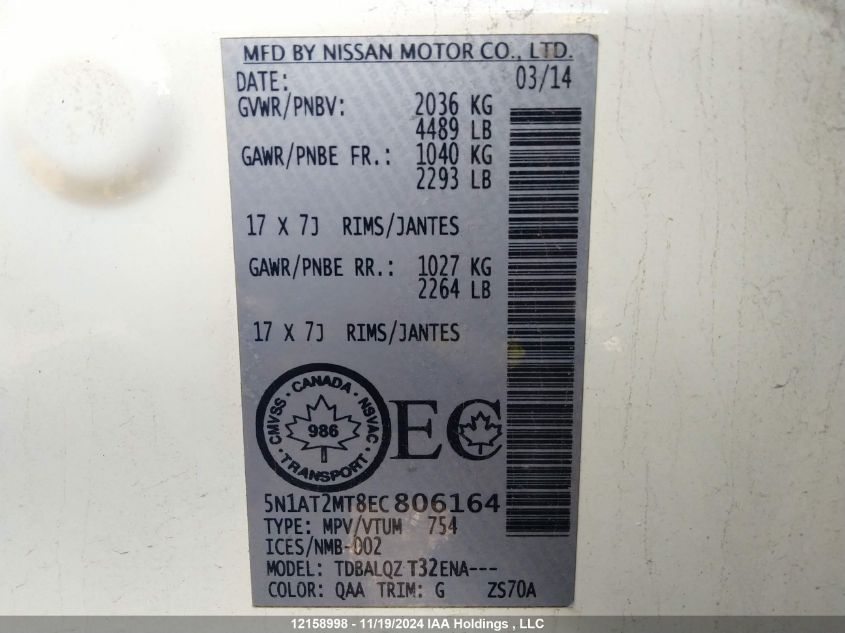 MFD BY NISSAN MOTOR CO., LTD.
DATE: 03/14
GVWR/PNBV: 2036 KG
4489 LB
GAWR/PNBE FR.: 1040 KG
2293 LB
17 X 7J RIMS/JANTES
GAWR/PNBE RR.: 1027 KG
2264 LB
17 X 7J RIMS/JANTES
CMVSS · CANADA · NSVAC · TRANSPORT ·
986
EC
5N1AT2MT8EC806164
TYPE: MPV/VTUM 754
ICES/NMB-002
MODEL: TDBALQZ T32ENA---
COLOR: QAA TRIM: G ZS70A
12158998 - 11/19/2024 IAA Holdings , LLC